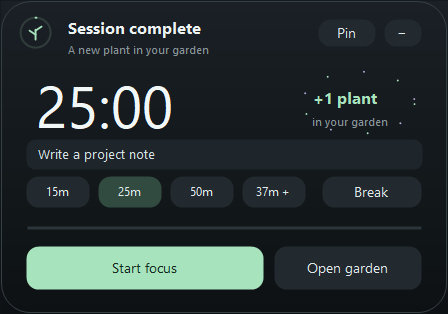 Session complete
A new plant in your garden
Pin
–
25:00
+1 plant
in your garden
Write a project note
15m
25m
50m
37m +
Break
Start focus
Open garden